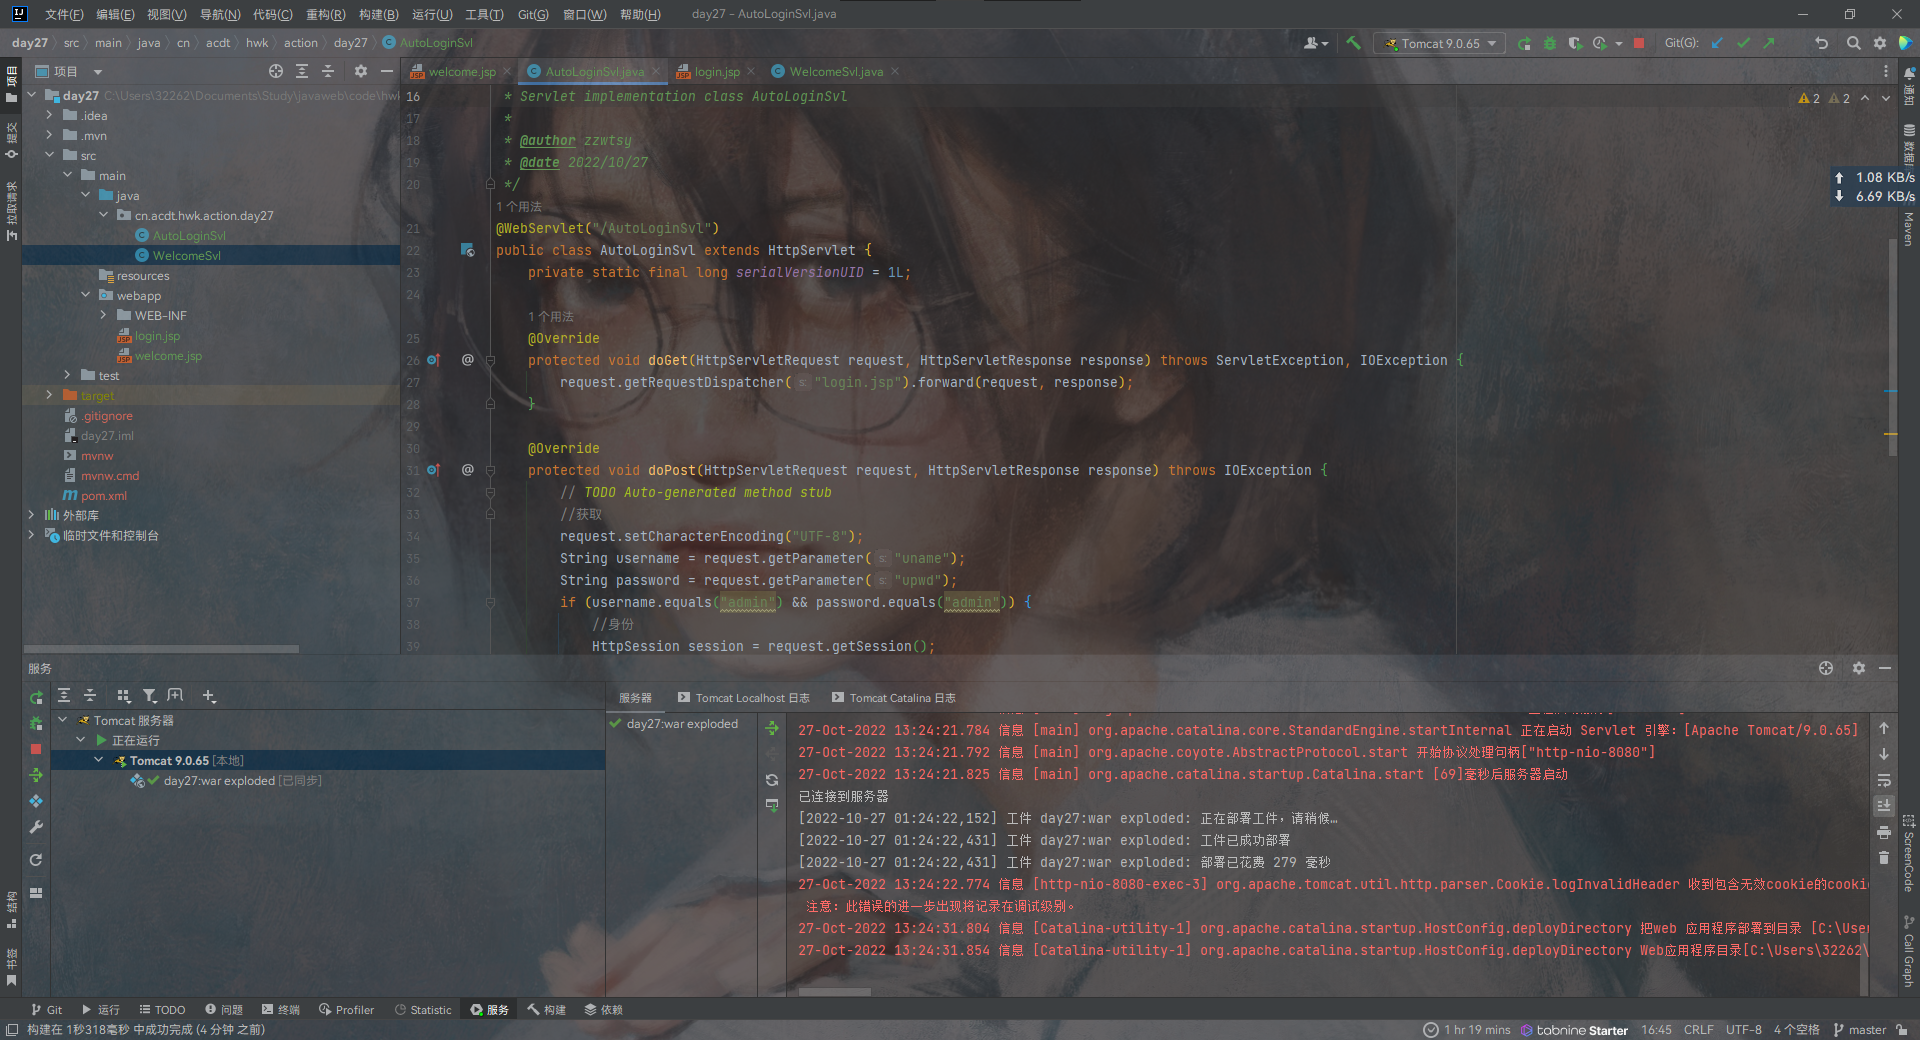 文件(F) 编辑(E) 视图(V) 导航(N) 代码(C) 重构(R) 构建(B) 运行(U) 工具(T) Git(G) 窗口(W) 帮助(H) day27 - AutoLoginSvl.java
day27 src main java cn acdt hwk action day27 AutoLoginSvl
Tomcat 9.0.65 Git(G):
项目
提交
拉取请求
结构
书签
项目
day27 C:\Users\32262\Documents\Study\javaweb\code\hwk
.idea
.mvn
src
main
java
cn.acdt.hwk.action.day27
AutoLoginSvl
WelcomeSvl
resources
webapp
WEB-INF
login.jsp
welcome.jsp
test
target
.gitignore
day27.iml
mvnw
mvnw.cmd
pom.xml
外部库
临时文件和控制台
welcome.jsp AutoLoginSvl.java login.jsp WelcomeSvl.java
2 2
16 * Servlet implementation class AutoLoginSvl
17 *
18 * @author zzwtsy
19 * @date 2022/10/27
20 */
1 个用法
21 @WebServlet("/AutoLoginSvl")
22 public class AutoLoginSvl extends HttpServlet {
23 private static final long serialVersionUID = 1L;
24
1 个用法
25 @Override
26 @ protected void doGet(HttpServletRequest request, HttpServletResponse response) throws ServletException, IOException {
27 request.getRequestDispatcher( s: "login.jsp").forward(request, response);
28 }
29
30 @Override
31 @ protected void doPost(HttpServletRequest request, HttpServletResponse response) throws IOException {
32 // TODO Auto-generated method stub
33 //获取
34 request.setCharacterEncoding("UTF-8");
35 String username = request.getParameter( s: "uname");
36 String password = request.getParameter( s: "upwd");
37 if (username.equals("admin") && password.equals("admin")) {
38 //身份
39 HttpSession session = request.getSession();
通知
数据库
1.08 KB/s
6.69 KB/s
Maven
ScreenCode
Call Graph
服务
Tomcat 服务器
正在运行
Tomcat 9.0.65 [本地]
day27:war exploded [已同步]
服务器 Tomcat Localhost 日志 Tomcat Catalina 日志
day27:war exploded
27-Oct-2022 13:24:21.784 信息 [main] org.apache.catalina.core.StandardEngine.startInternal 正在启动 Servlet 引擎：[Apache Tomcat/9.0.65]
27-Oct-2022 13:24:21.792 信息 [main] org.apache.coyote.AbstractProtocol.start 开始协议处理句柄["http-nio-8080"]
27-Oct-2022 13:24:21.825 信息 [main] org.apache.catalina.startup.Catalina.start [69]毫秒后服务器启动
已连接到服务器
[2022-10-27 01:24:22,152] 工件 day27:war exploded: 正在部署工件，请稍候…
[2022-10-27 01:24:22,431] 工件 day27:war exploded: 工件已成功部署
[2022-10-27 01:24:22,431] 工件 day27:war exploded: 部署已花费 279 毫秒
27-Oct-2022 13:24:22.774 信息 [http-nio-8080-exec-3] org.apache.tomcat.util.http.parser.Cookie.logInvalidHeader 收到包含无效cookie的cooki
注意：此错误的进一步出现将记录在调试级别。
27-Oct-2022 13:24:31.804 信息 [Catalina-utility-1] org.apache.catalina.startup.HostConfig.deployDirectory 把web 应用程序部署到目录 [C:\User
27-Oct-2022 13:24:31.854 信息 [Catalina-utility-1] org.apache.catalina.startup.HostConfig.deployDirectory Web应用程序目录[C:\Users\32262\
Git 运行 TODO 问题 终端 Profiler Statistic 服务 构建 依赖
构建在 1秒318毫秒 中成功完成 (4 分钟 之前)
1 hr 19 mins tabnine Starter 16:45 CRLF UTF-8 4 个空格 master